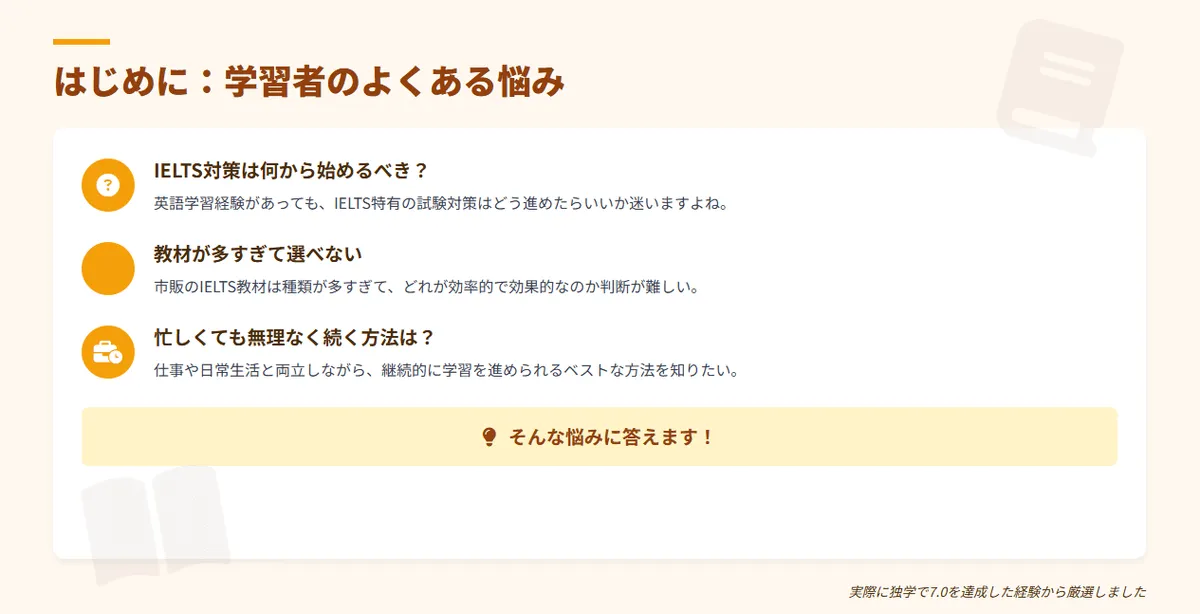 はじめに：学習者のよくある悩み
IELTS対策は何から始めるべき？
英語学習経験があっても、IELTS特有の試験対策はどう進めたらいいか迷いますよね。
教材が多すぎて選べない
市販のIELTS教材は種類が多すぎて、どれが効率的で効果的なのか判断が難しい。
忙しくても無理なく続く方法は？
仕事や日常生活と両立しながら、継続的に学習を進められるベストな方法を知りたい。
そんな悩みに答えます！
実際に独学で7.0を達成した経験から厳選しました